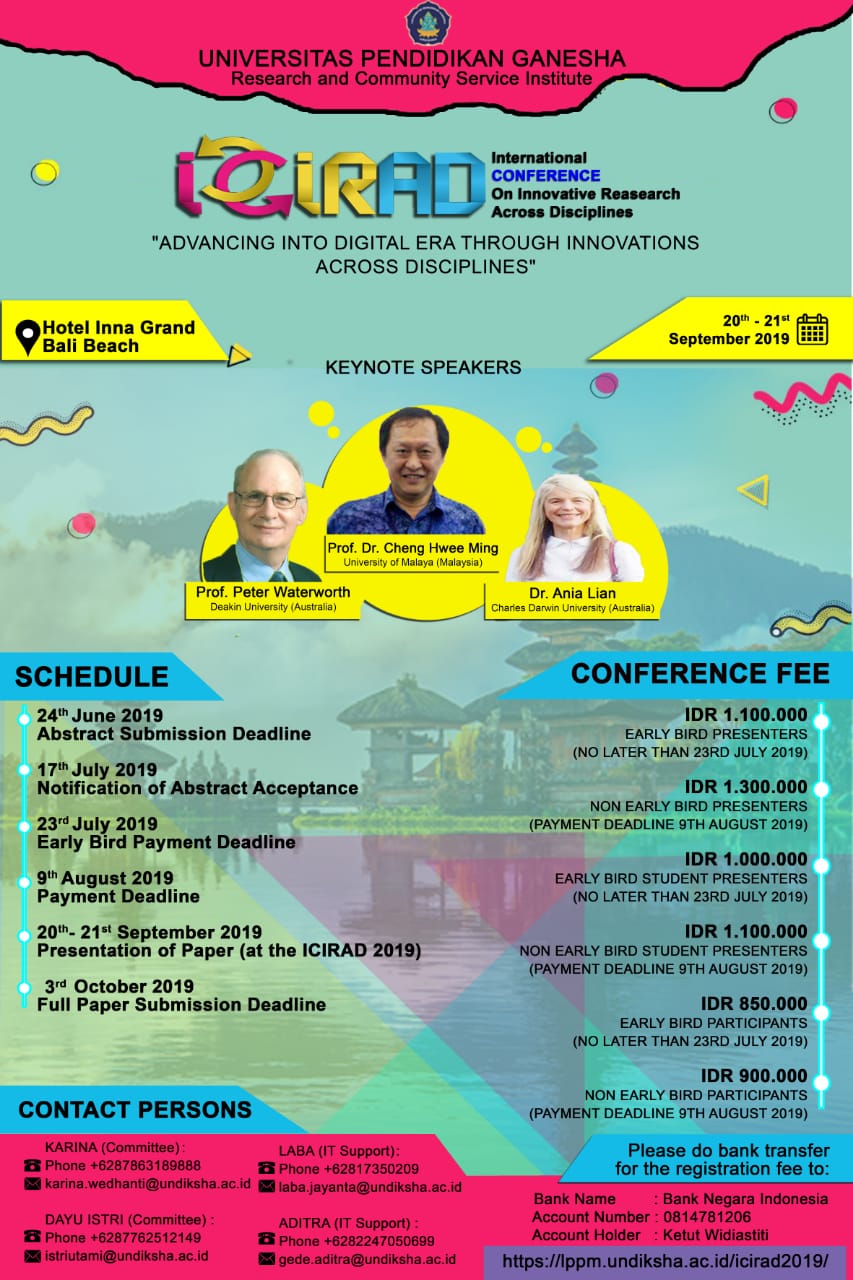 UNIVERSITAS PENDIDIKAN GANESHA
Research and Community Service Institute
iCiRAD
International
CONFERENCE
On Innovative Reasearch
Across Disciplines
"ADVANCING INTO DIGITAL ERA THROUGH INNOVATIONS
ACROSS DISCIPLINES"
Hotel Inna Grand
Bali Beach
20th - 21st
September 2019
KEYNOTE SPEAKERS
Prof. Dr. Cheng Hwee Ming
University of Malaya (Malaysia)
Prof. Peter Waterworth
Deakin University (Australia)
Dr. Ania Lian
Charles Darwin University (Australia)
SCHEDULE
24th June 2019
Abstract Submission Deadline
17th July 2019
Notification of Abstract Acceptance
23rd July 2019
Early Bird Payment Deadline
9th August 2019
Payment Deadline
20th- 21st September 2019
Presentation of Paper (at the ICIRAD 2019)
3rd October 2019
Full Paper Submission Deadline
CONFERENCE FEE
IDR 1.100.000
EARLY BIRD PRESENTERS
(NO LATER THAN 23RD JULY 2019)
IDR 1.300.000
NON EARLY BIRD PRESENTERS
(PAYMENT DEADLINE 9TH AUGUST 2019)
IDR 1.000.000
EARLY BIRD STUDENT PRESENTERS
(NO LATER THAN 23RD JULY 2019)
IDR 1.100.000
NON EARLY BIRD STUDENT PRESENTERS
(PAYMENT DEADLINE 9TH AUGUST 2019)
IDR 850.000
EARLY BIRD PARTICIPANTS
(NO LATER THAN 23RD JULY 2019)
IDR 900.000
NON EARLY BIRD PARTICIPANTS
(PAYMENT DEADLINE 9TH AUGUST 2019)
CONTACT PERSONS
KARINA (Committee) :
Phone +6287863189888
karina.wedhanti@undiksha.ac.id
DAYU ISTRI (Committee) :
Phone +6287762512149
istriutami@undiksha.ac.id
LABA (IT Support) :
Phone +62817350209
laba.jayanta@undiksha.ac.id
ADITRA (IT Support) :
Phone +6282247050699
gede.aditra@undiksha.ac.id
Please do bank transfer
for the registration fee to:
Bank Name : Bank Negara Indonesia
Account Number : 0814781206
Account Holder : Ketut Widiastiti
https://lppm.undiksha.ac.id/icirad2019/